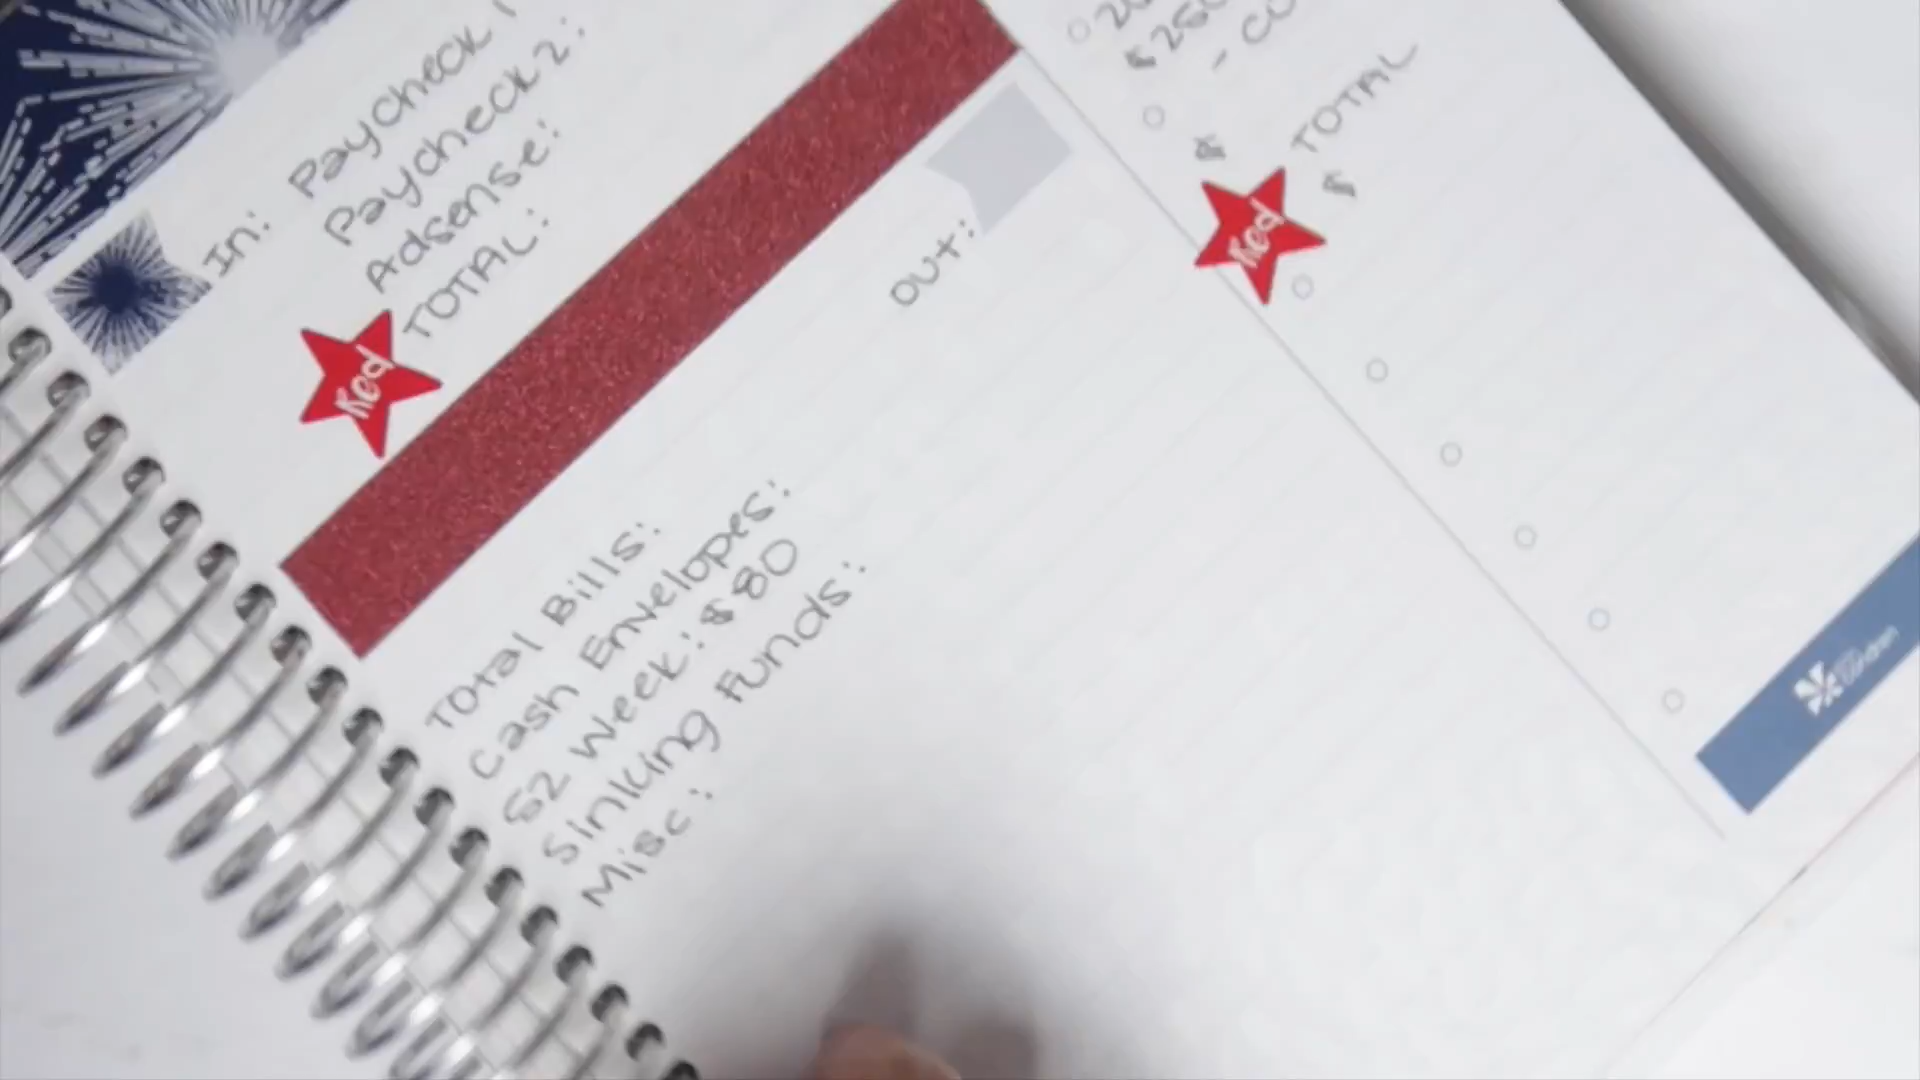 In: Paycheck 1
Paycheck 2:
Adsense:
TOTAL:
Red
OUT:
Total Bills:
Cash Envelopes:
52 Week: $80
Sinking Funds:
Misc:
$250
$
TOTAL
$
Red